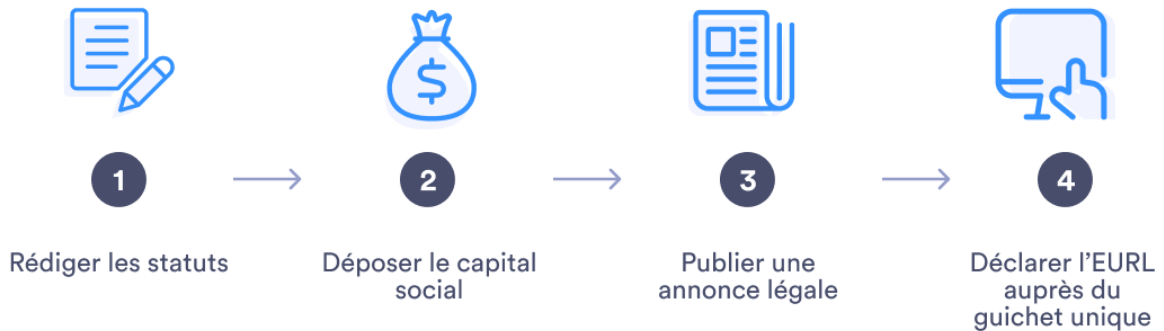 $
1
2
3
4
Rédiger les statuts
Déposer le capital
social
Publier une
annonce légale
Déclarer l’EURL
auprès du
guichet unique